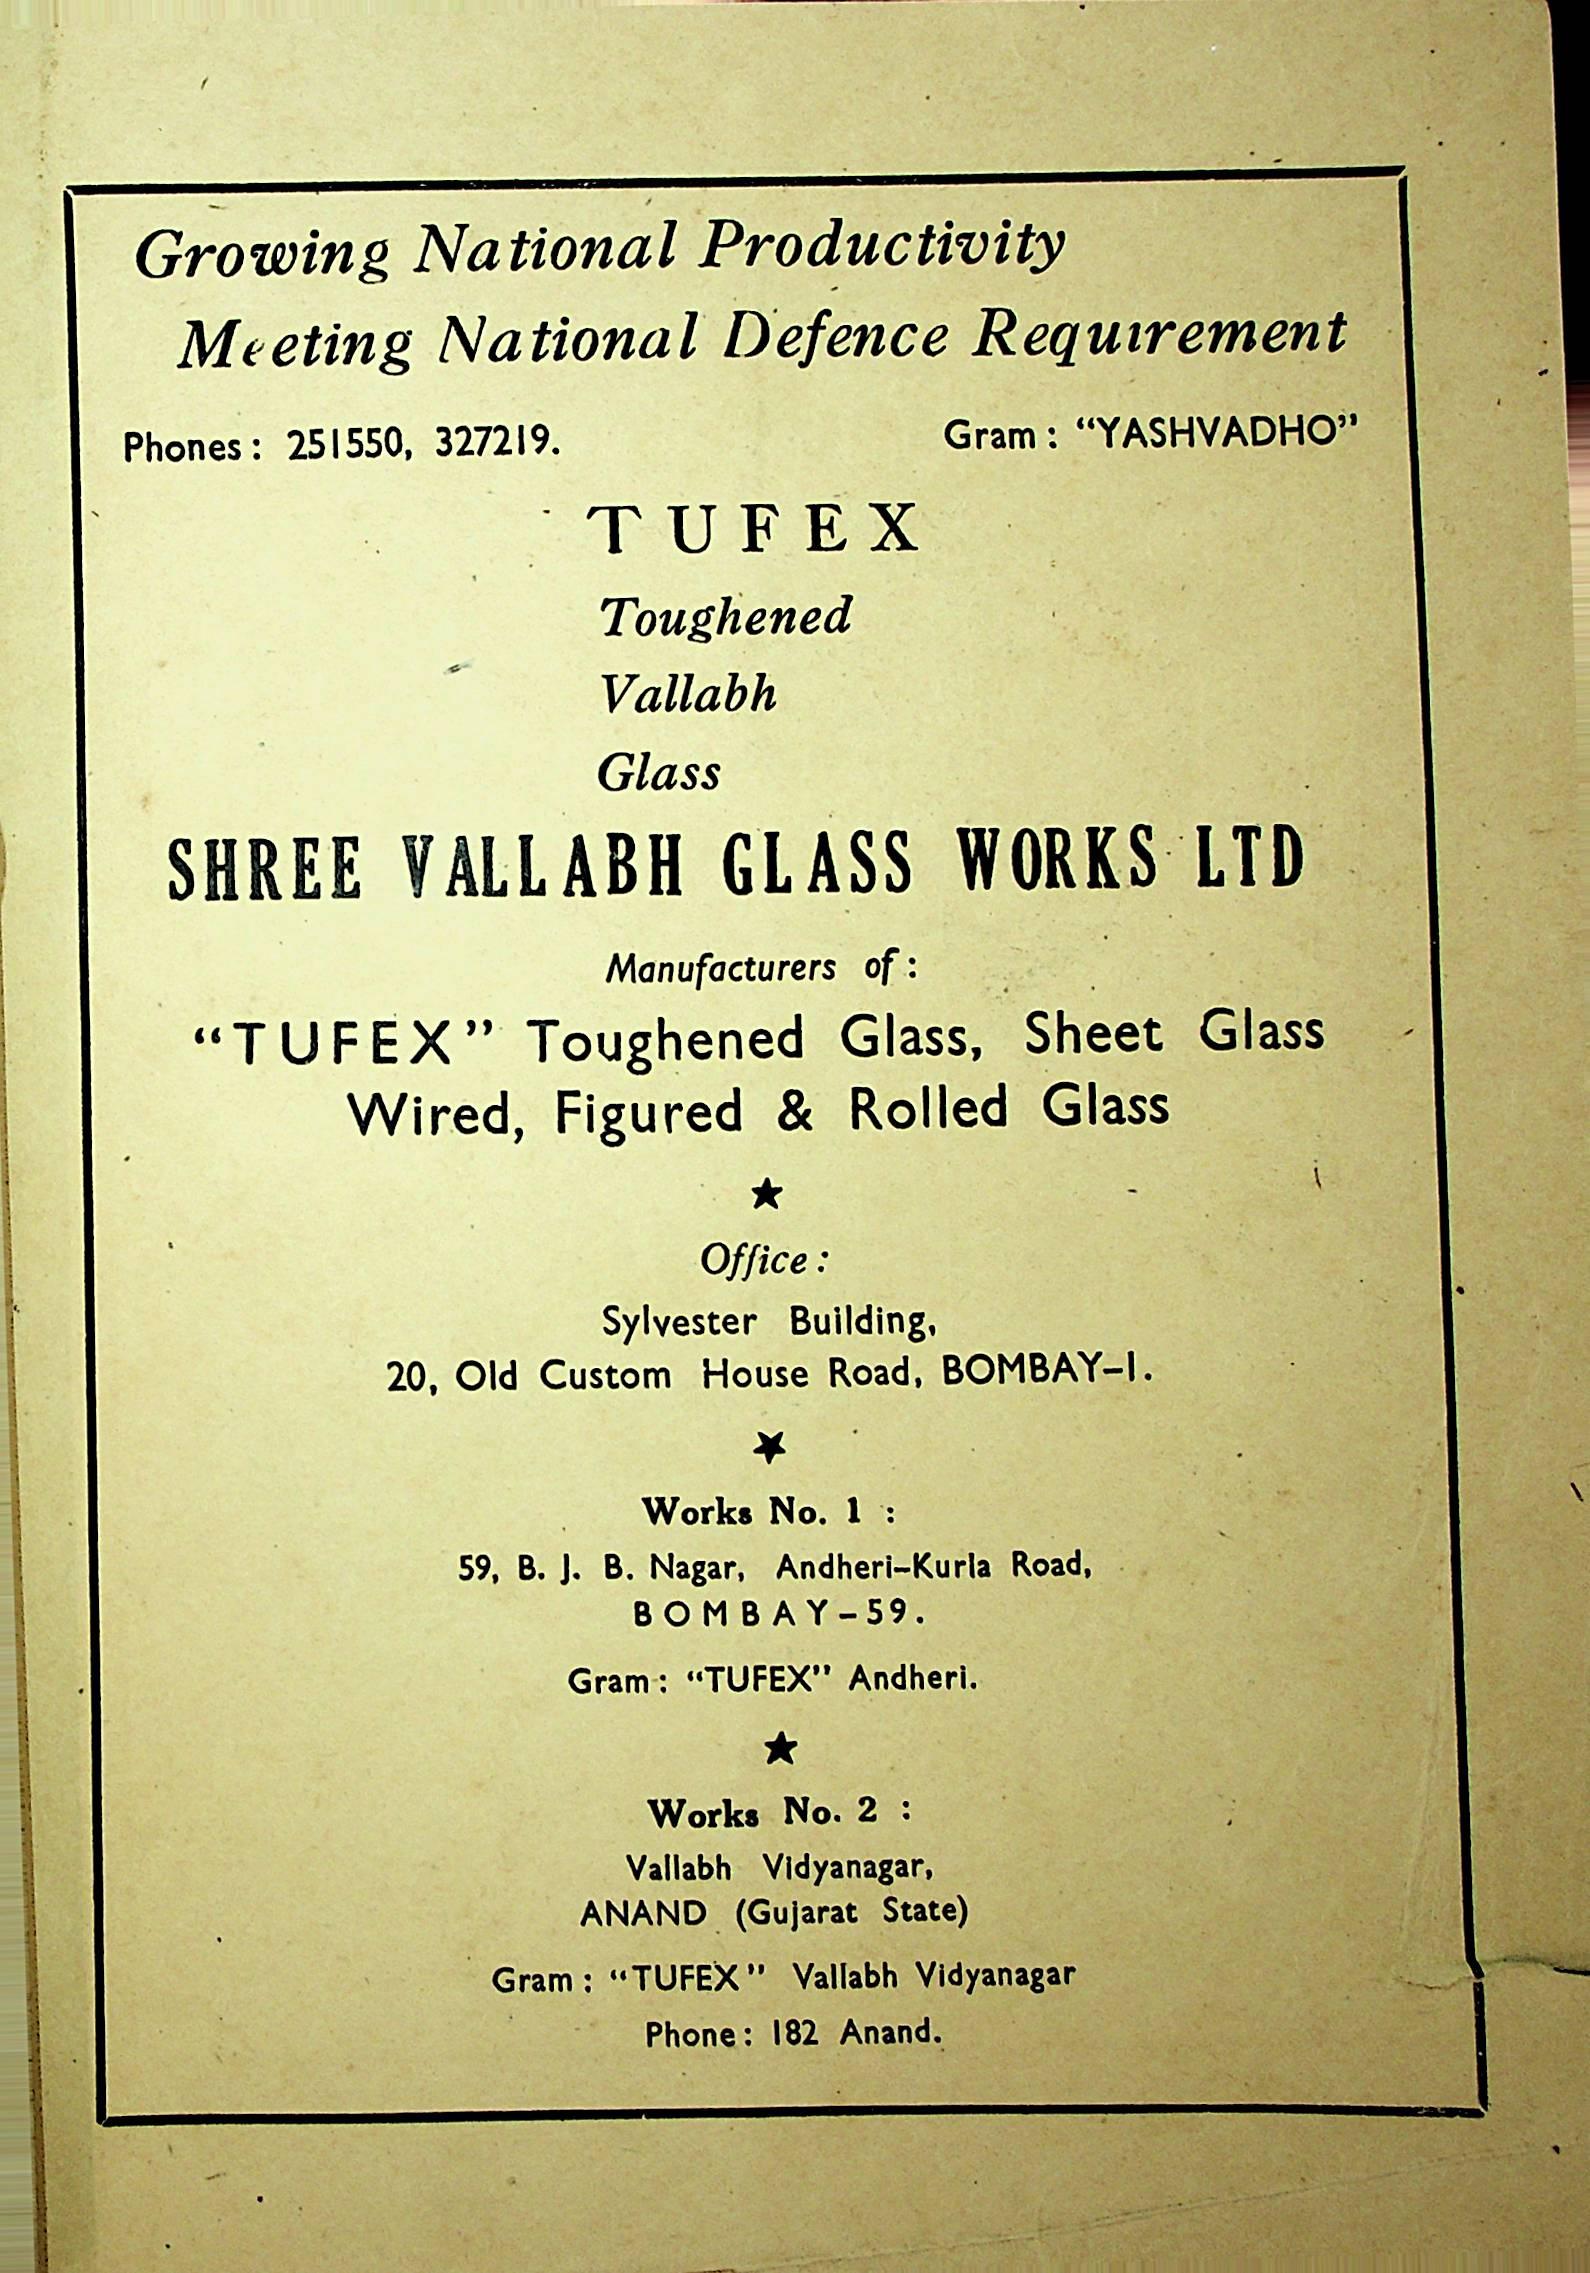 Growing National Productivity
Meeting National Defence Requirement
Phones: 251550, 327219. Gram: "YASHVADHO"
TUFEX
Toughened
Vallabh
Glass
SHREE VALLABH GLASS WORKS LTD
Manufacturers of:
"TUFEX" Toughened Glass, Sheet Glass
Wired, Figured & Rolled Glass
Office:
Sylvester Building,
20, Old Custom House Road, BOMBAY-1.
Works No. 1 :
59, B. J. B. Nagar, Andheri-Kurla Road,
BOMBAY-59.
Gram: "TUFEX" Andheri.
Works No. 2 :
Vallabh Vidyanagar,
ANAND (Gujarat State)
Gram: "TUFEX" Vallabh Vidyanagar
Phone: 182 Anand.